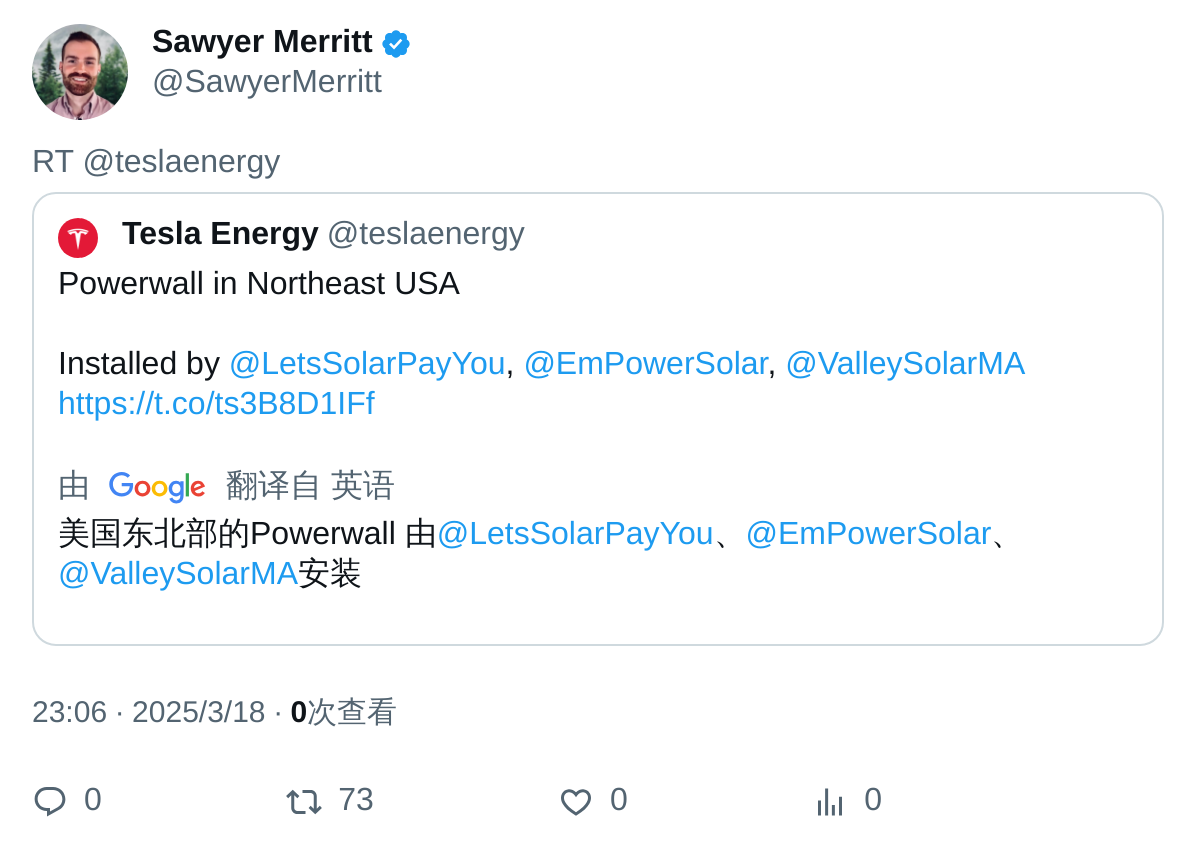 Sawyer Merritt
@SawyerMerritt
RT @teslaenergy
Tesla Energy @teslaenergy
Powerwall in Northeast USA
Installed by @LetsSolarPayYou, @EmPowerSolar, @ValleySolarMA
https://t.co/ts3B8D1IFf
由 Google 翻译自 英语
美国东北部的Powerwall 由@LetsSolarPayYou、@EmPowerSolar、
@ValleySolarMA安装
23:06 · 2025/3/18 · 0次查看
0 73 0 0